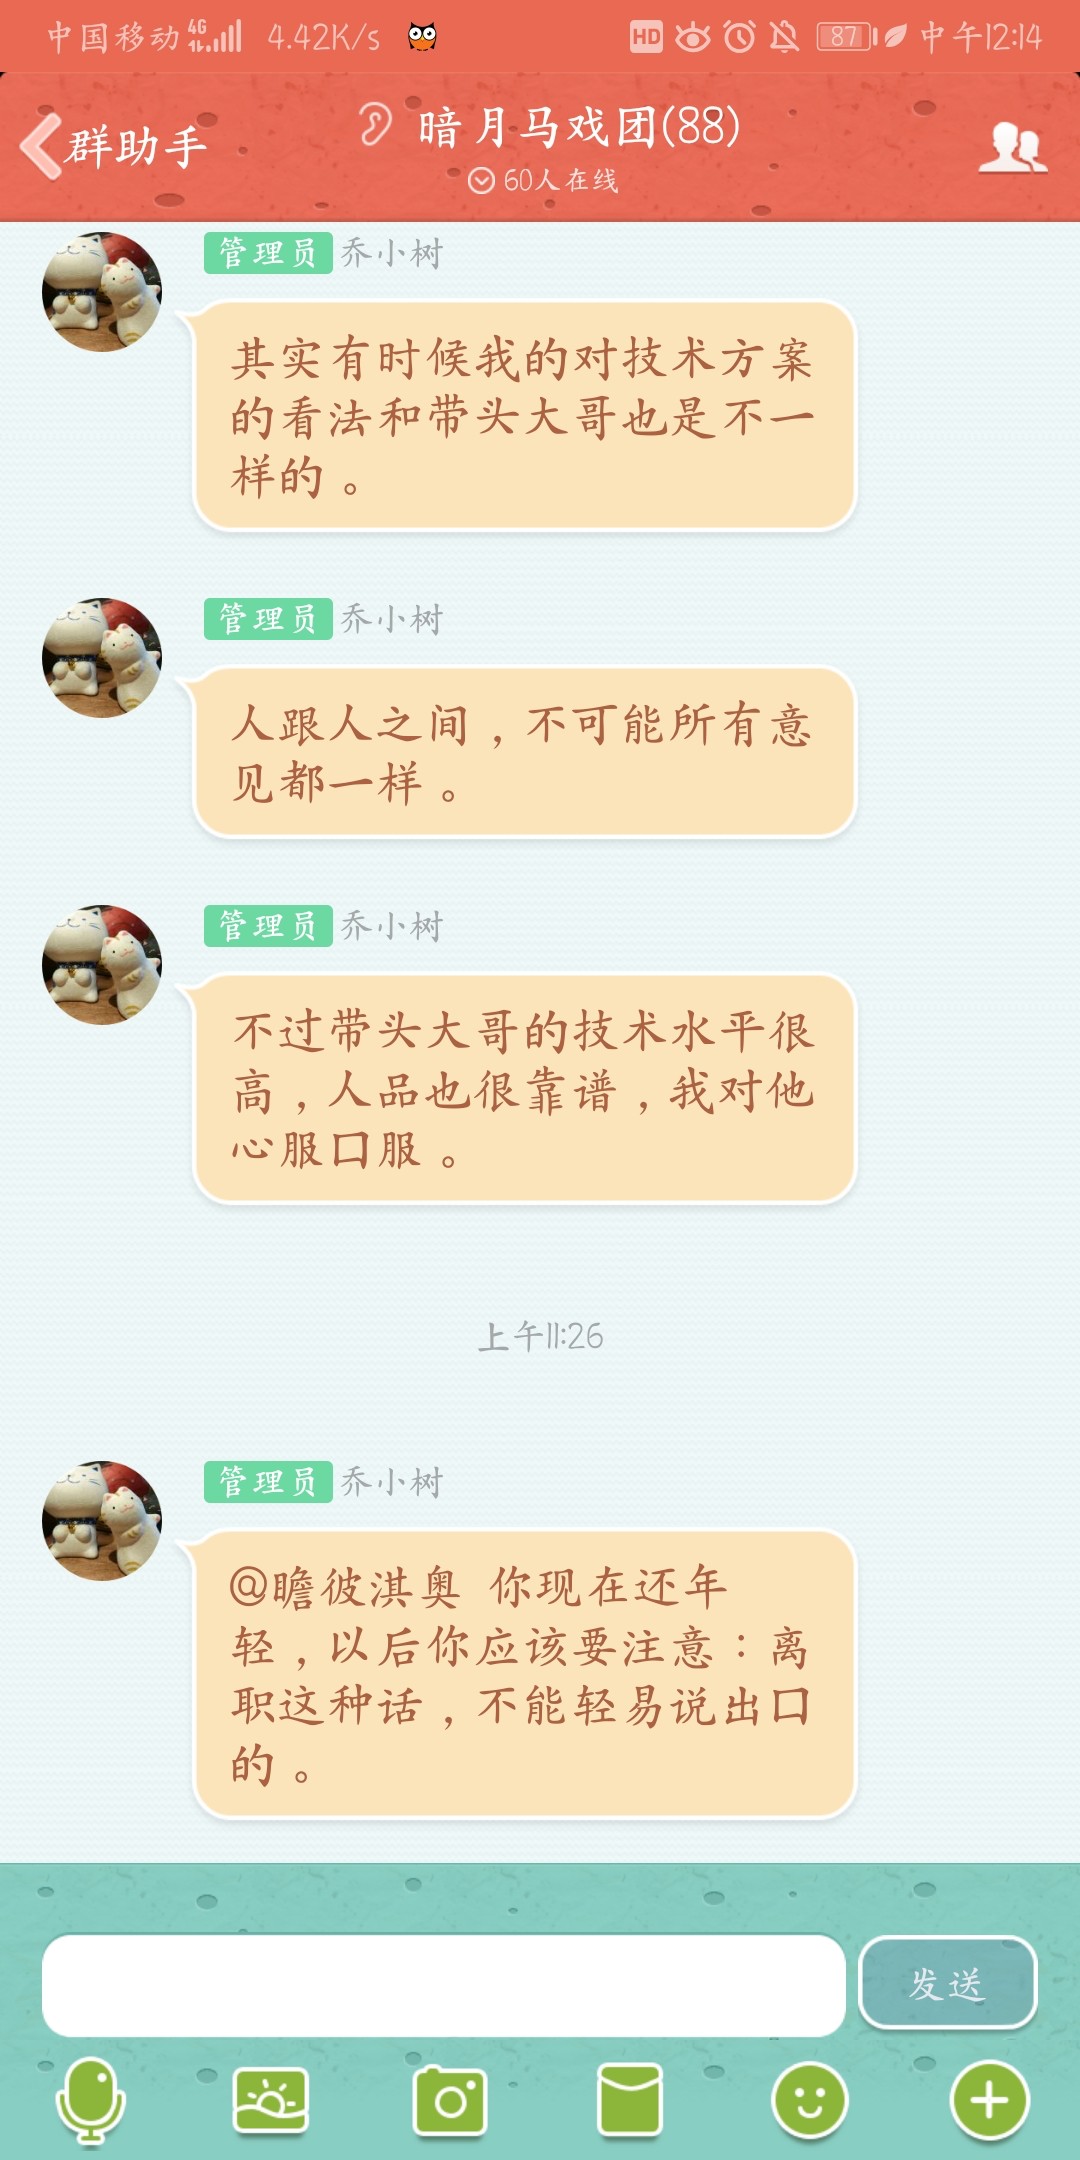 中国移动 4G 4.42K/s HD 87 中午12:14
群助手 暗月马戏团(88)
60人在线
管理员 乔小树
其实有时候我的对技术方案
的看法和带头大哥也是不一
样的。
管理员 乔小树
人跟人之间，不可能所有意
见都一样。
管理员 乔小树
不过带头大哥的技术水平很
高，人品也很靠谱，我对他
心服口服。
上午11:26
管理员 乔小树
@瞻彼淇奥 你现在还年
轻，以后你应该要注意：离
职这种话，不能轻易说出口
的。
发送